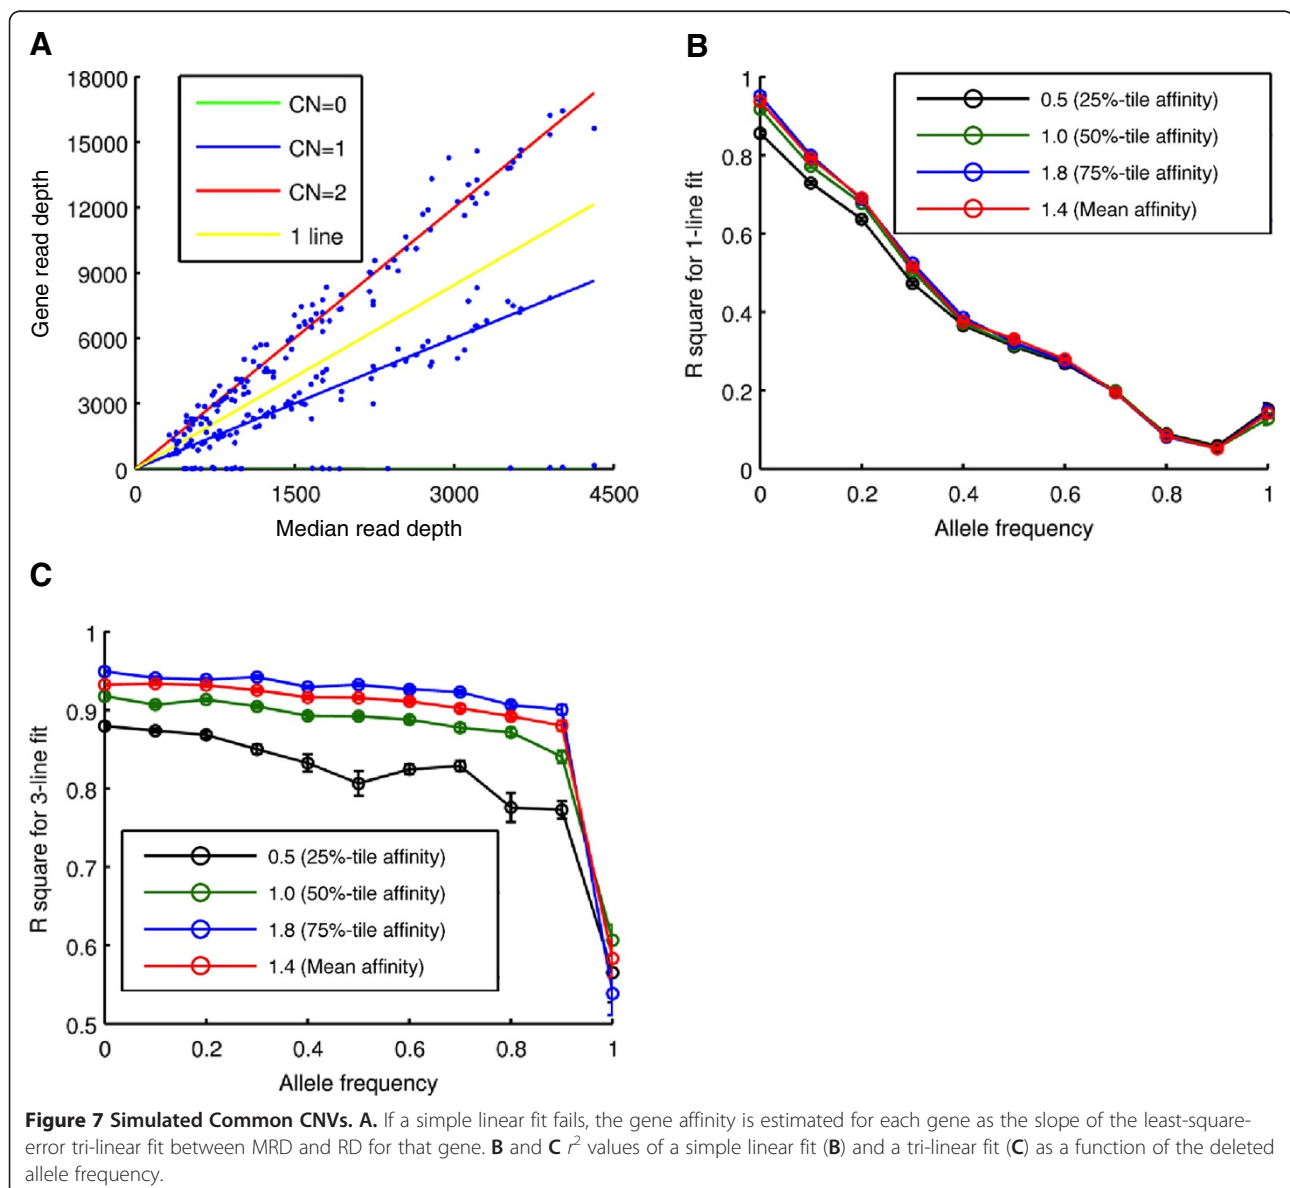 A
18000
15000
12000
9000
6000
3000
0
Gene read depth
CN=0
CN=1
CN=2
1 line
0
1500
3000
4500
Median read depth
B
1
0.8
0.6
0.4
0.2
0
R square for 1-line fit
0.5 (25%-tile affinity)
1.0 (50%-tile affinity)
1.8 (75%-tile affinity)
1.4 (Mean affinity)
0
0.2
0.4
0.6
0.8
1
Allele frequency
C
1
0.9
0.8
0.7
0.6
0.5
R square for 3-line fit
0.5 (25%-tile affinity)
1.0 (50%-tile affinity)
1.8 (75%-tile affinity)
1.4 (Mean affinity)
0
0.2
0.4
0.6
0.8
1
Allele frequency
Figure 7 Simulated Common CNVs. A. If a simple linear fit fails, the gene affinity is estimated for each gene as the slope of the least-square-
error tri-linear fit between MRD and RD for that gene. B and C r² values of a simple linear fit (B) and a tri-linear fit (C) as a function of the deleted
allele frequency.